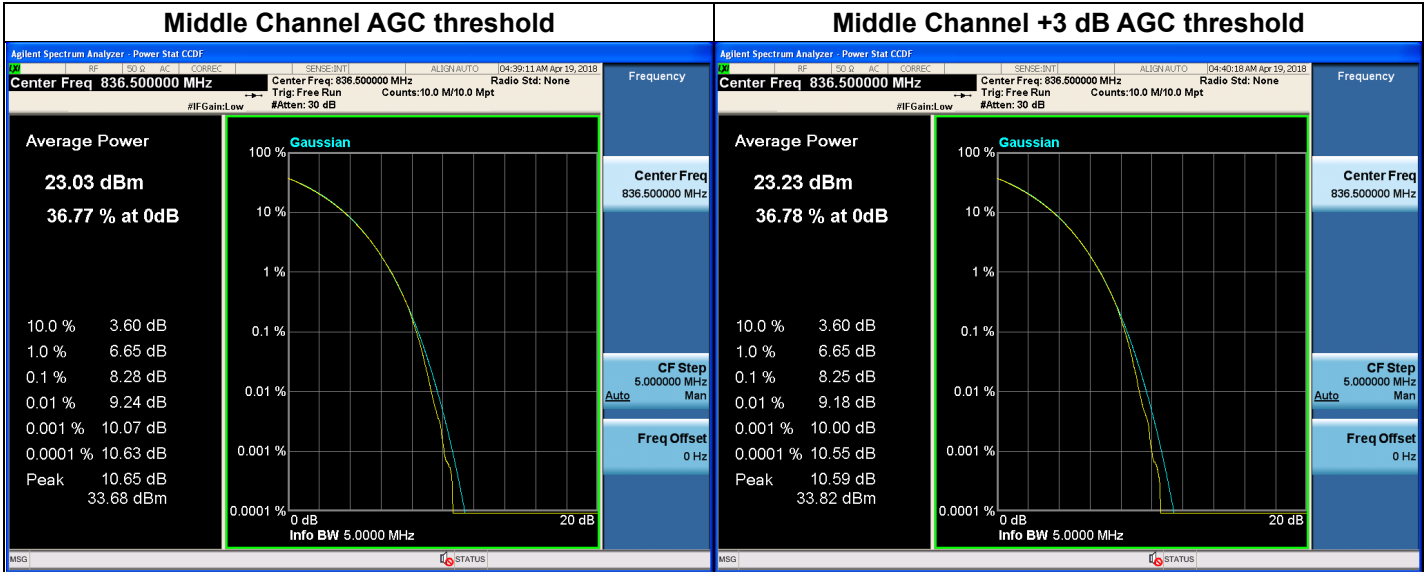 Middle Channel AGC threshold
Agilent Spectrum Analyzer - Power Stat CCDF
LXI RF 50 Ω AC CORREC SENSE:INT ALIGN AUTO 04:39:11 AM Apr 19, 2018
Center Freq 836.500000 MHz
Center Freq: 836.500000 MHz Radio Std: None
Trig: Free Run Counts:10.0 M/10.0 Mpt
#IFGain:Low #Atten: 30 dB
Frequency
Average Power
23.03 dBm
36.77 % at 0dB
10.0 % 3.60 dB
1.0 % 6.65 dB
0.1 % 8.28 dB
0.01 % 9.24 dB
0.001 % 10.07 dB
0.0001 % 10.63 dB
Peak 10.65 dB
33.68 dBm
Gaussian
100 %
10 %
1 %
0.1 %
0.01 %
0.001 %
0.0001 %
0 dB 20 dB
Info BW 5.0000 MHz
Center Freq
836.500000 MHz
CF Step
5.000000 MHz
Auto Man
Freq Offset
0 Hz
MSG STATUS
Middle Channel +3 dB AGC threshold
Agilent Spectrum Analyzer - Power Stat CCDF
LXI RF 50 Ω AC CORREC SENSE:INT ALIGN AUTO 04:40:18 AM Apr 19, 2018
Center Freq 836.500000 MHz
Center Freq: 836.500000 MHz Radio Std: None
Trig: Free Run Counts:10.0 M/10.0 Mpt
#IFGain:Low #Atten: 30 dB
Frequency
Average Power
23.23 dBm
36.78 % at 0dB
10.0 % 3.60 dB
1.0 % 6.65 dB
0.1 % 8.25 dB
0.01 % 9.18 dB
0.001 % 10.00 dB
0.0001 % 10.55 dB
Peak 10.59 dB
33.82 dBm
Gaussian
100 %
10 %
1 %
0.1 %
0.01 %
0.001 %
0.0001 %
0 dB 20 dB
Info BW 5.0000 MHz
Center Freq
836.500000 MHz
CF Step
5.000000 MHz
Auto Man
Freq Offset
0 Hz
MSG STATUS